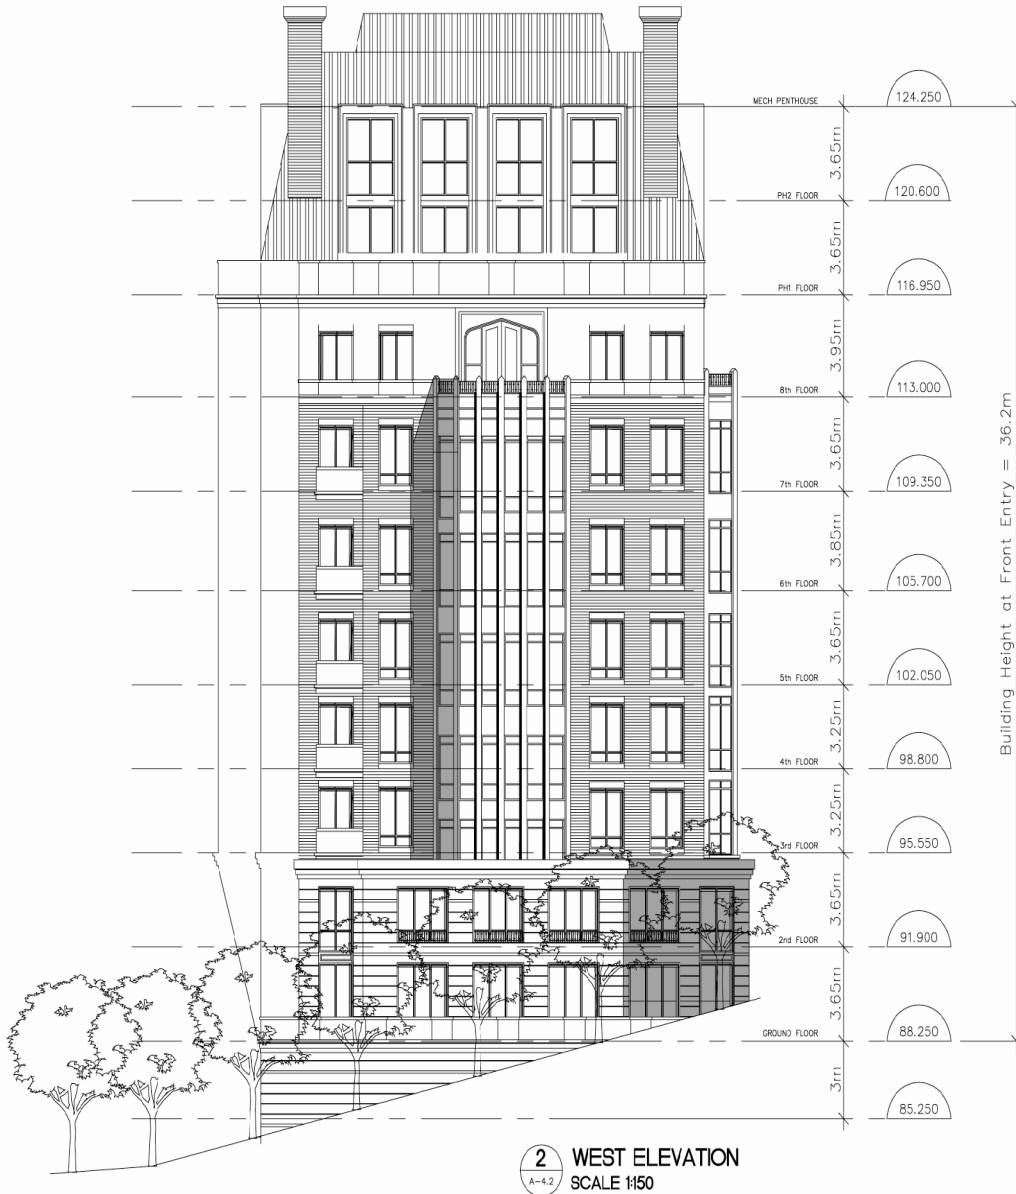 MECH PENTHOUSE
124.250
3.65m
PH2 FLOOR
120.600
3.65m
PH1 FLOOR
116.950
3.95m
8th FLOOR
113.000
3.65m
7th FLOOR
109.350
3.85m
6th FLOOR
105.700
3.65m
5th FLOOR
102.050
3.25m
4th FLOOR
98.800
3.25m
3rd FLOOR
95.550
3.65m
2nd FLOOR
91.900
3.65m
GROUND FLOOR
88.250
3m
85.250
Building Height at Front Entry = 36.2m
2
A-4.2
WEST ELEVATION
SCALE 1:150